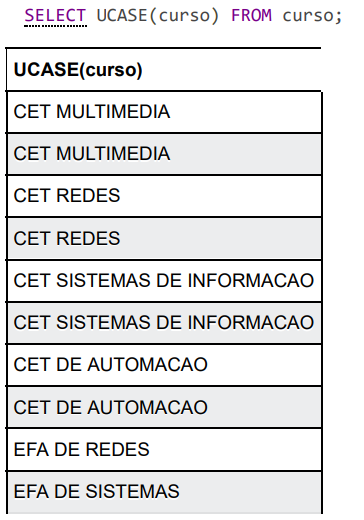 SELECT UCASE(curso) FROM curso;
UCASE(curso)
CET MULTIMEDIA
CET MULTIMEDIA
CET REDES
CET REDES
CET SISTEMAS DE INFORMACAO
CET SISTEMAS DE INFORMACAO
CET DE AUTOMACAO
CET DE AUTOMACAO
EFA DE REDES
EFA DE SISTEMAS